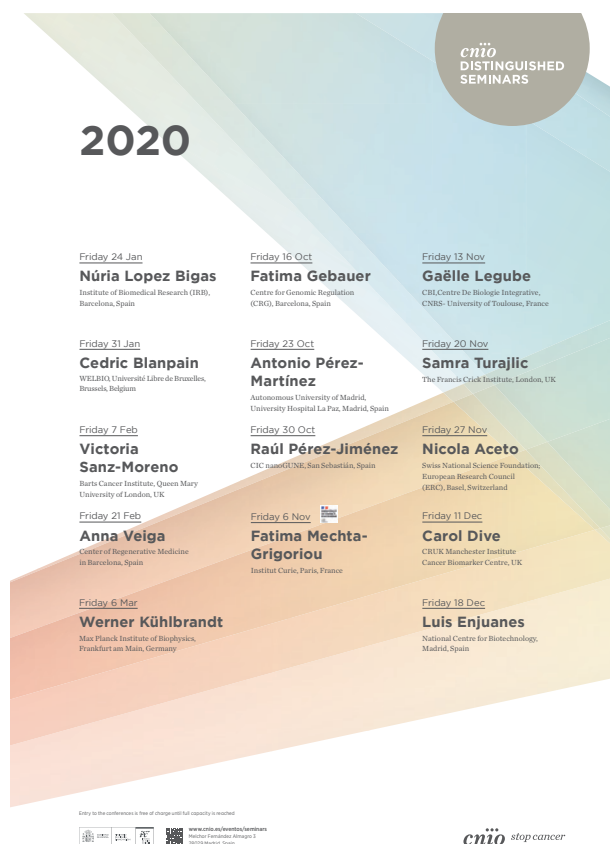 cnio
DISTINGUISHED
SEMINARS
2020
Friday 24 Jan
Núria Lopez Bigas
Institute of Biomedical Research (IRB),
Barcelona, Spain
Friday 31 Jan
Cedric Blanpain
WELBIO, Université Libre de Bruxelles,
Brussels, Belgium
Friday 7 Feb
Victoria
Sanz-Moreno
Barts Cancer Institute, Queen Mary
University of London, UK
Friday 21 Feb
Anna Veiga
Center of Regenerative Medicine
in Barcelona, Spain
Friday 6 Mar
Werner Kühlbrandt
Max Planck Institute of Biophysics,
Frankfurt am Main, Germany
Friday 16 Oct
Fatima Gebauer
Centre for Genomic Regulation
(CRG), Barcelona, Spain
Friday 23 Oct
Antonio Pérez-
Martínez
Autonomous University of Madrid,
University Hospital La Paz, Madrid, Spain
Friday 30 Oct
Raúl Pérez-Jiménez
CIC nanoGUNE, San Sebastián, Spain
Friday 6 Nov
Fatima Mechta-
Grigoriou
Institut Curie, Paris, France
Friday 13 Nov
Gaëlle Legube
CBI,Centre De Biologie Integrative,
CNRS- University of Toulouse, France
Friday 20 Nov
Samra Turajlic
The Francis Crick Institute, London, UK
Friday 27 Nov
Nicola Aceto
Swiss National Science Foundation;
European Research Council
(ERC), Basel, Switzerland
Friday 11 Dec
Carol Dive
CRUK Manchester Institute
Cancer Biomarker Centre, UK
Friday 18 Dec
Luis Enjuanes
National Centre for Biotechnology,
Madrid, Spain
Entry to the conferences is free of charge until full capacity is reached
www.cnio.es/eventos/seminars
Melchor Fernández Almagro 3
28029 Madrid, Spain
cnio stop cancer